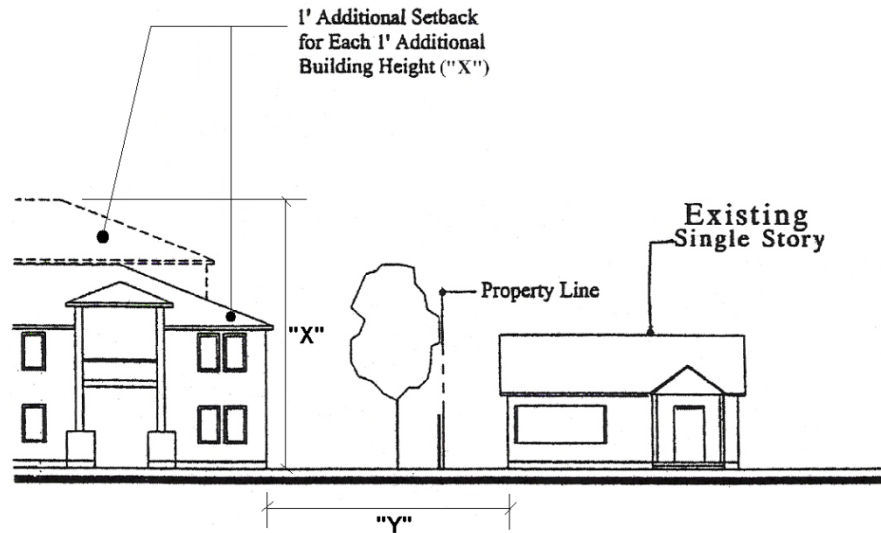 1' Additional Setback
for Each 1' Additional
Building Height ("X")
Existing
Single Story
Property Line
"X"
"Y"